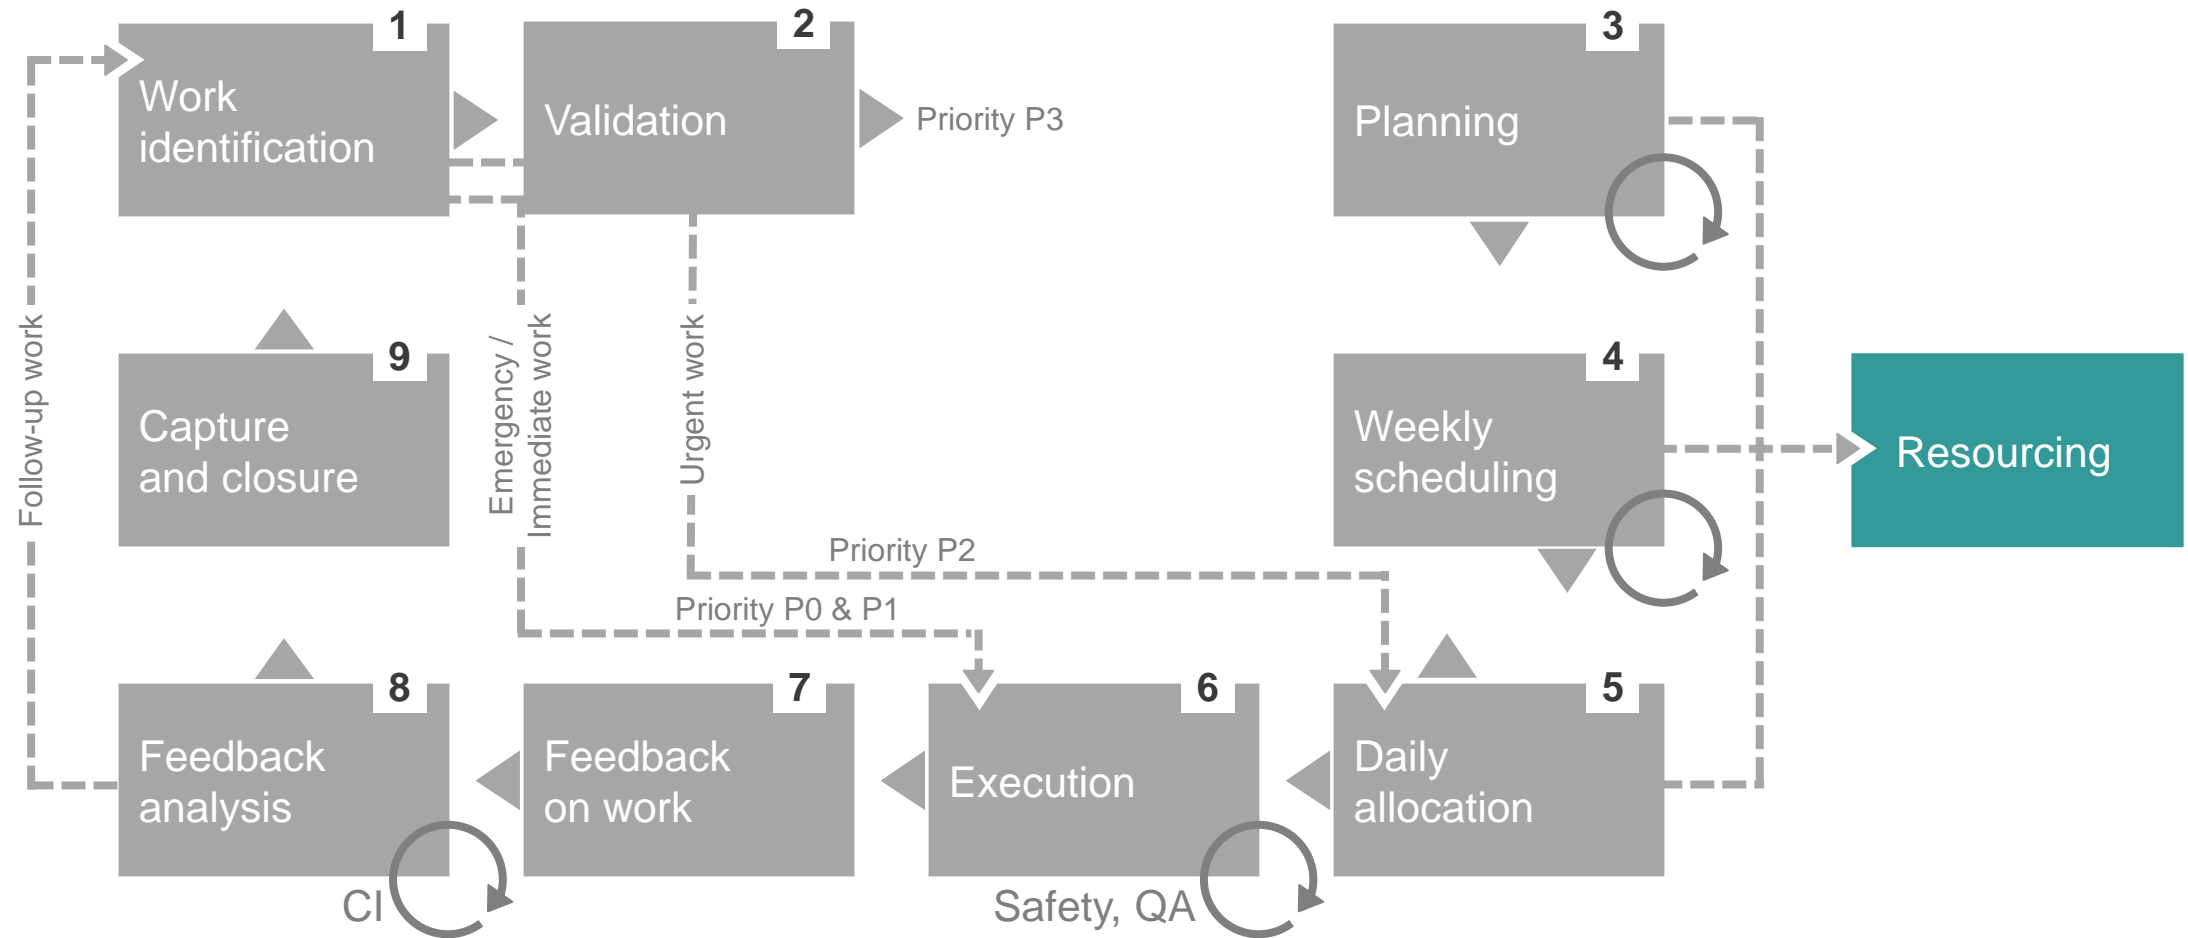 1
Work
identification
2
Validation
Priority P3
3
Planning
Follow-up work
9
Capture
and closure
Emergency /
Immediate work
Urgent work
4
Weekly
scheduling
Resourcing
Priority P2
Priority P0 & P1
8
Feedback
analysis
CI
7
Feedback
on work
6
Execution
Safety, QA
5
Daily
allocation